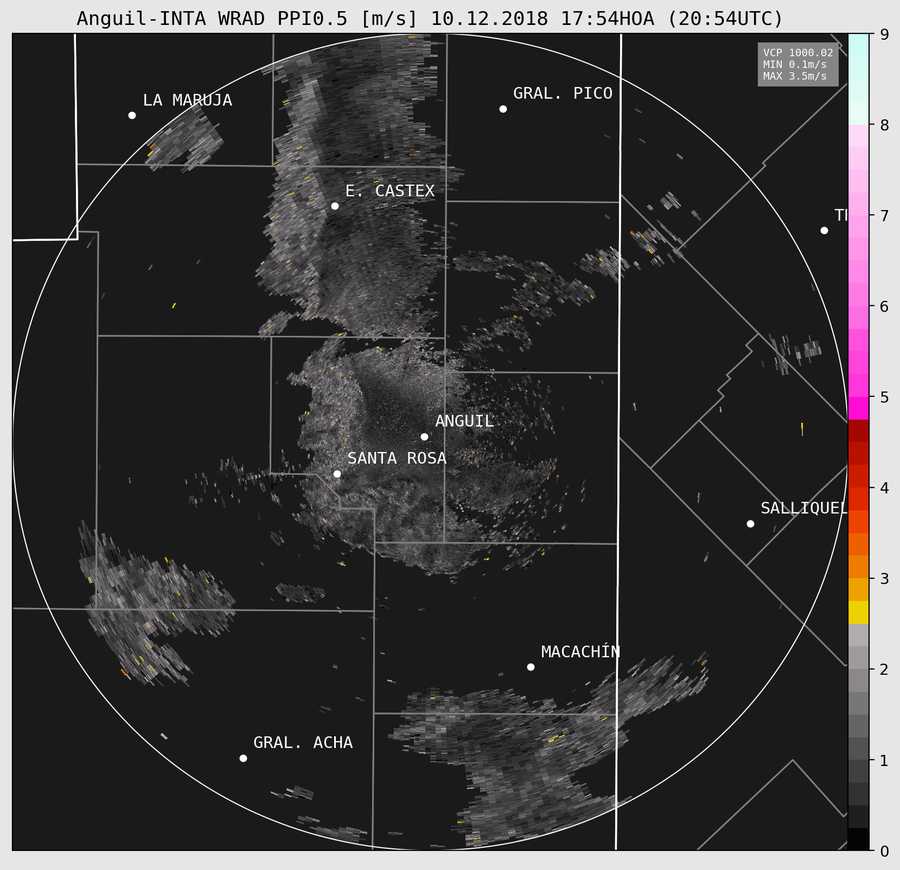 Anguil-INTA WRAD PPI0.5 [m/s] 10.12.2018 17:54HOA (20:54UTC)
VCP 1000.02
MIN 0.1m/s
MAX 3.5m/s
LA MARUJA
GRAL. PICO
E. CASTEX
ANGUIL
SANTA ROSA
SALLIQUEL
MACACHÍN
GRAL. ACHA
9
8
7
6
5
4
3
2
1
0